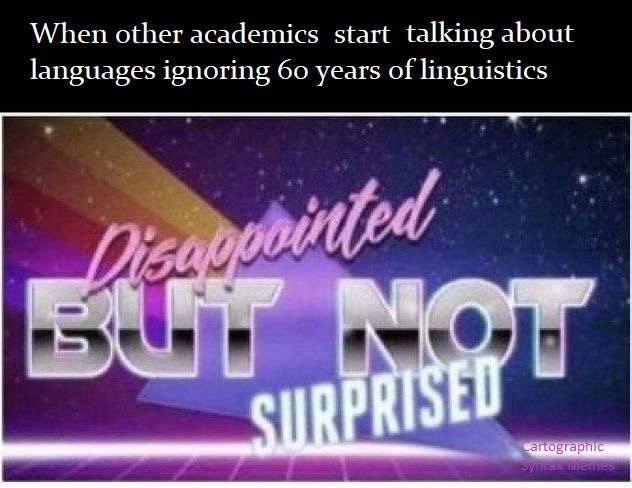 When other academics start talking about
languages ignoring 60 years of linguistics
Disappointed
BUT NOT
SURPRISED
Cartographic
Syntax Memes